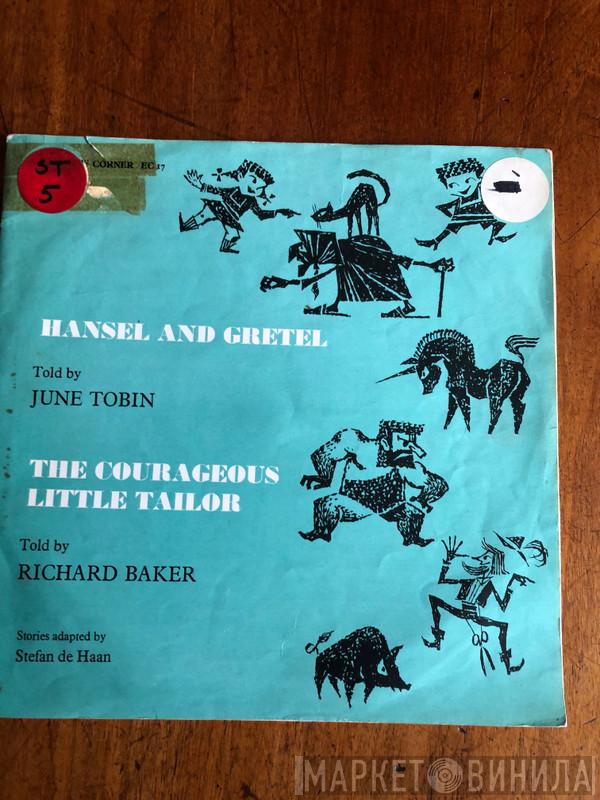 ST
5
CORNER EC 17
HANSEL AND GRETEL
Told by
JUNE TOBIN
THE COURAGEOUS
LITTLE TAILOR
Told by
RICHARD BAKER
Stories adapted by
Stefan de Haan
МАРКЕТ ВИНИЛА